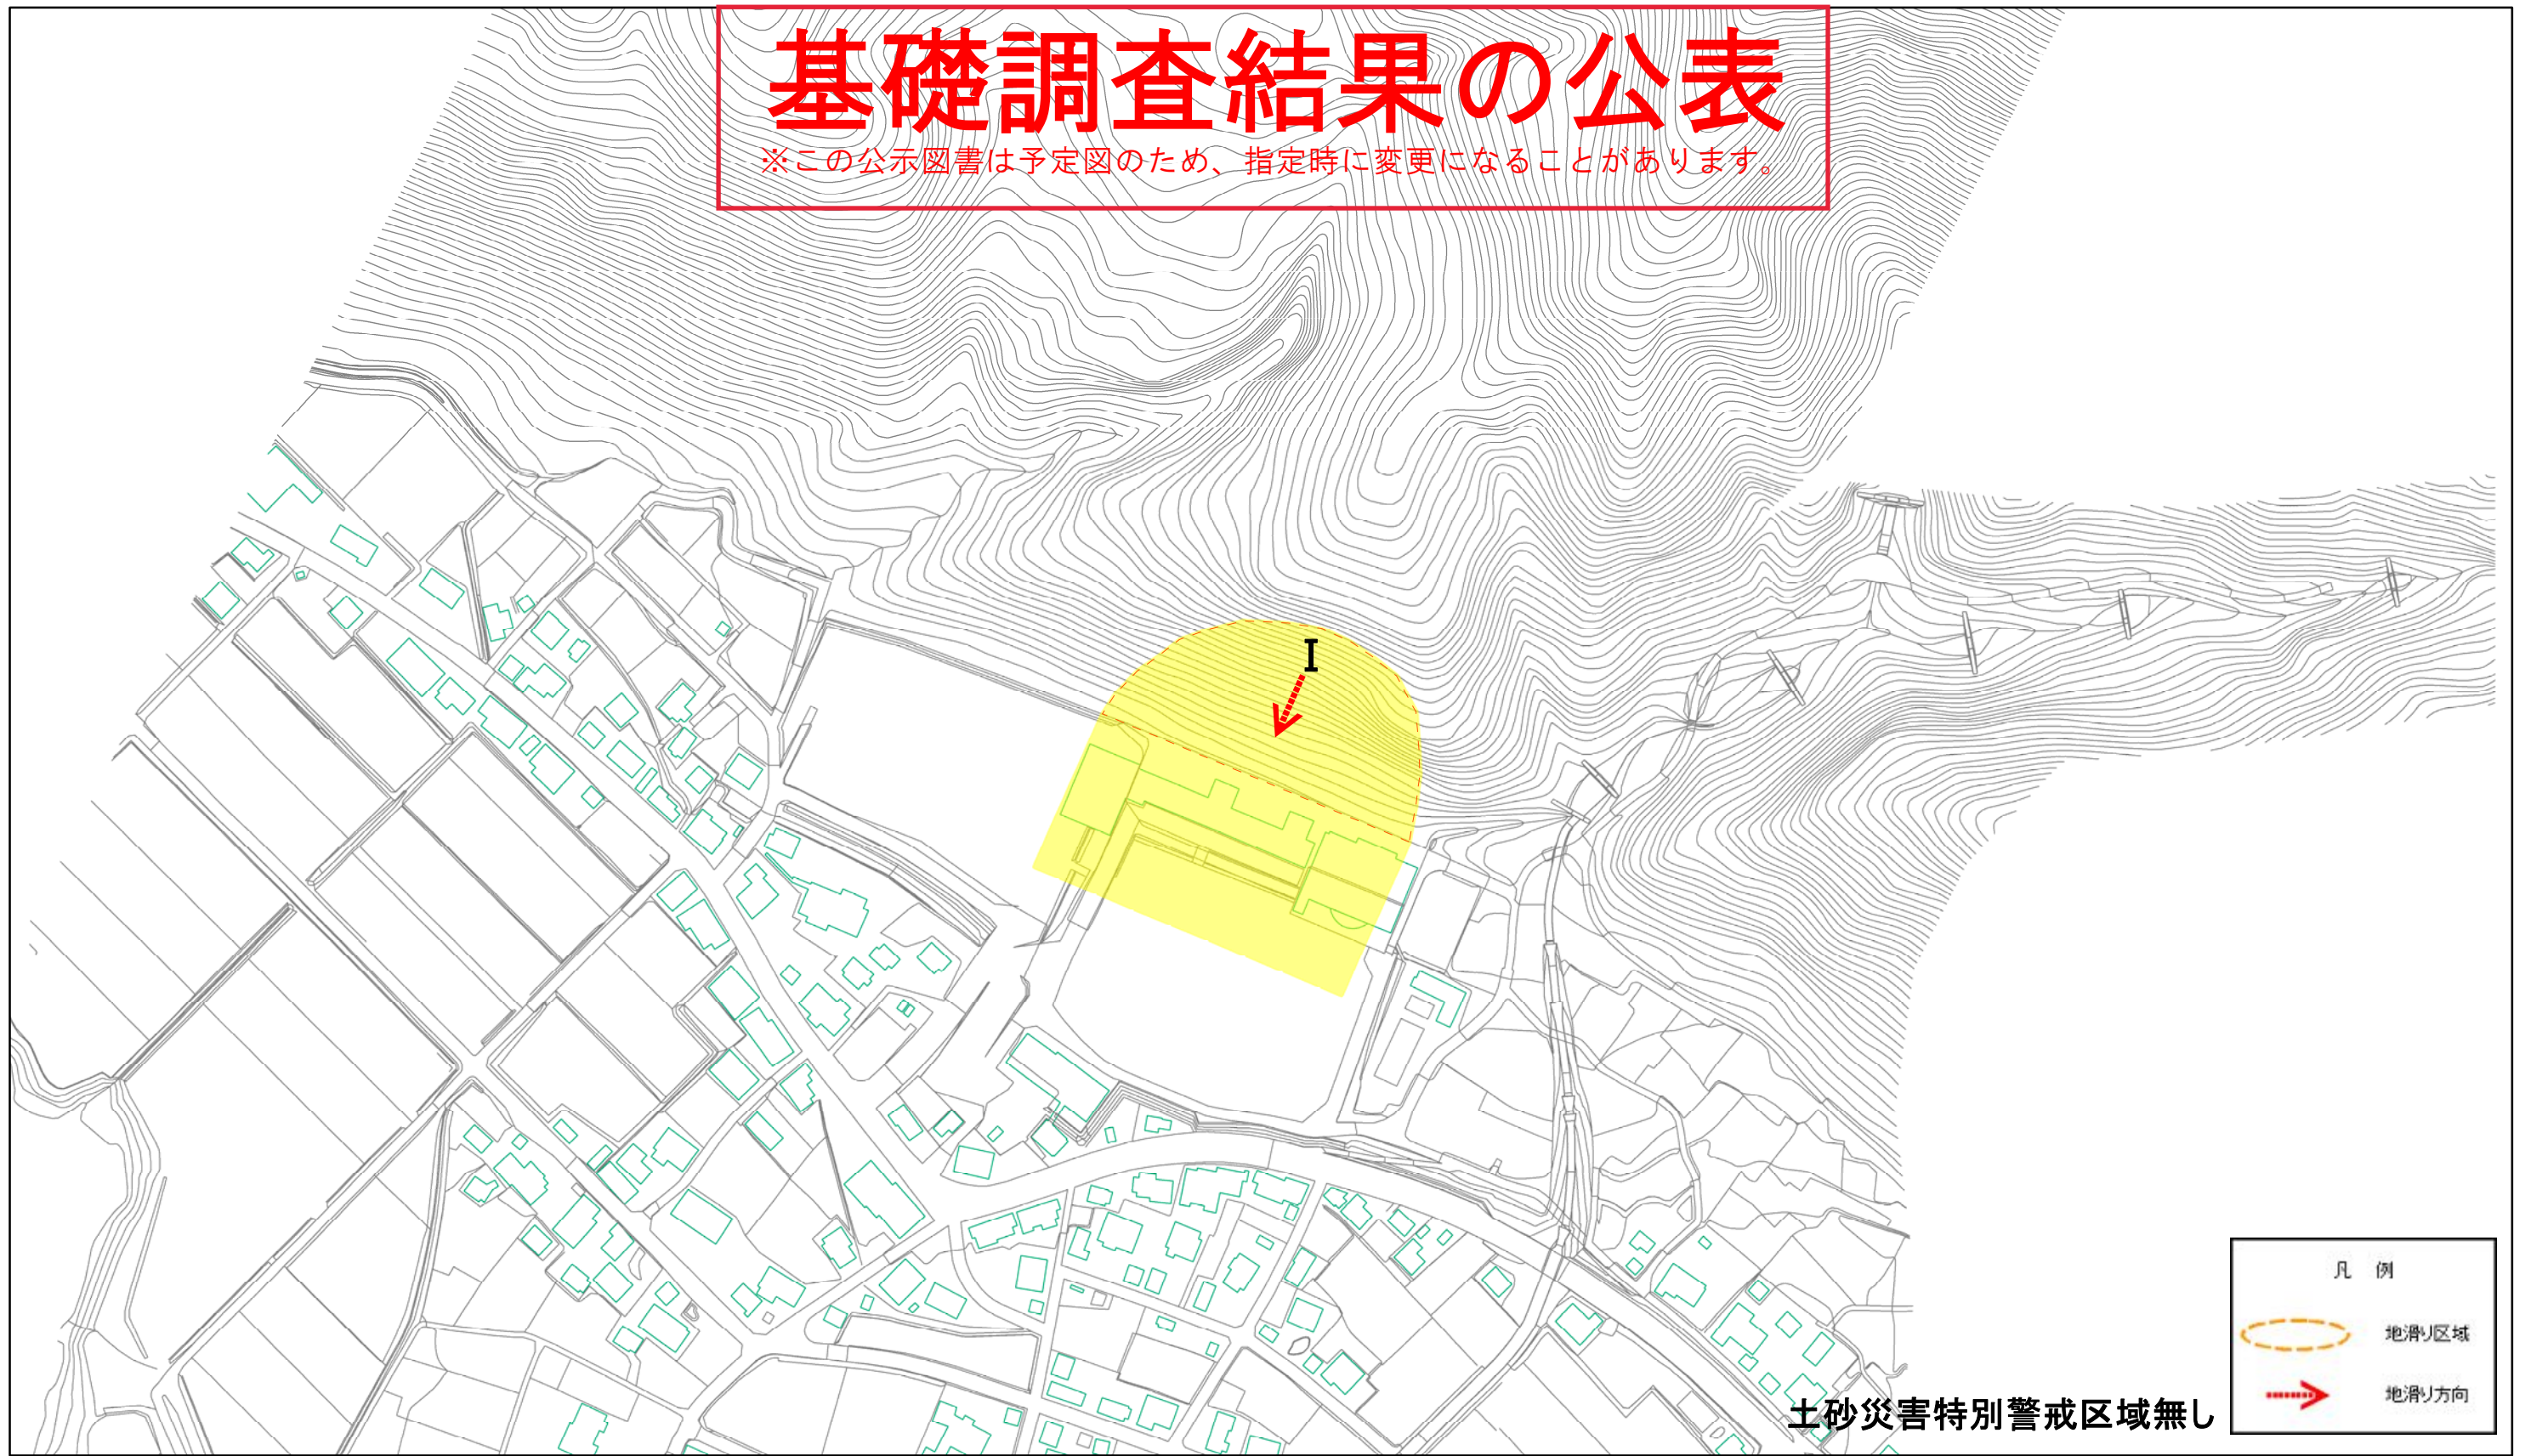 基礎調査結果の公表
※この公示図書は予定図のため、指定時に変更になることがあります。
I
凡 例
地滑り区域
地滑り方向
土砂災害特別警戒区域無し